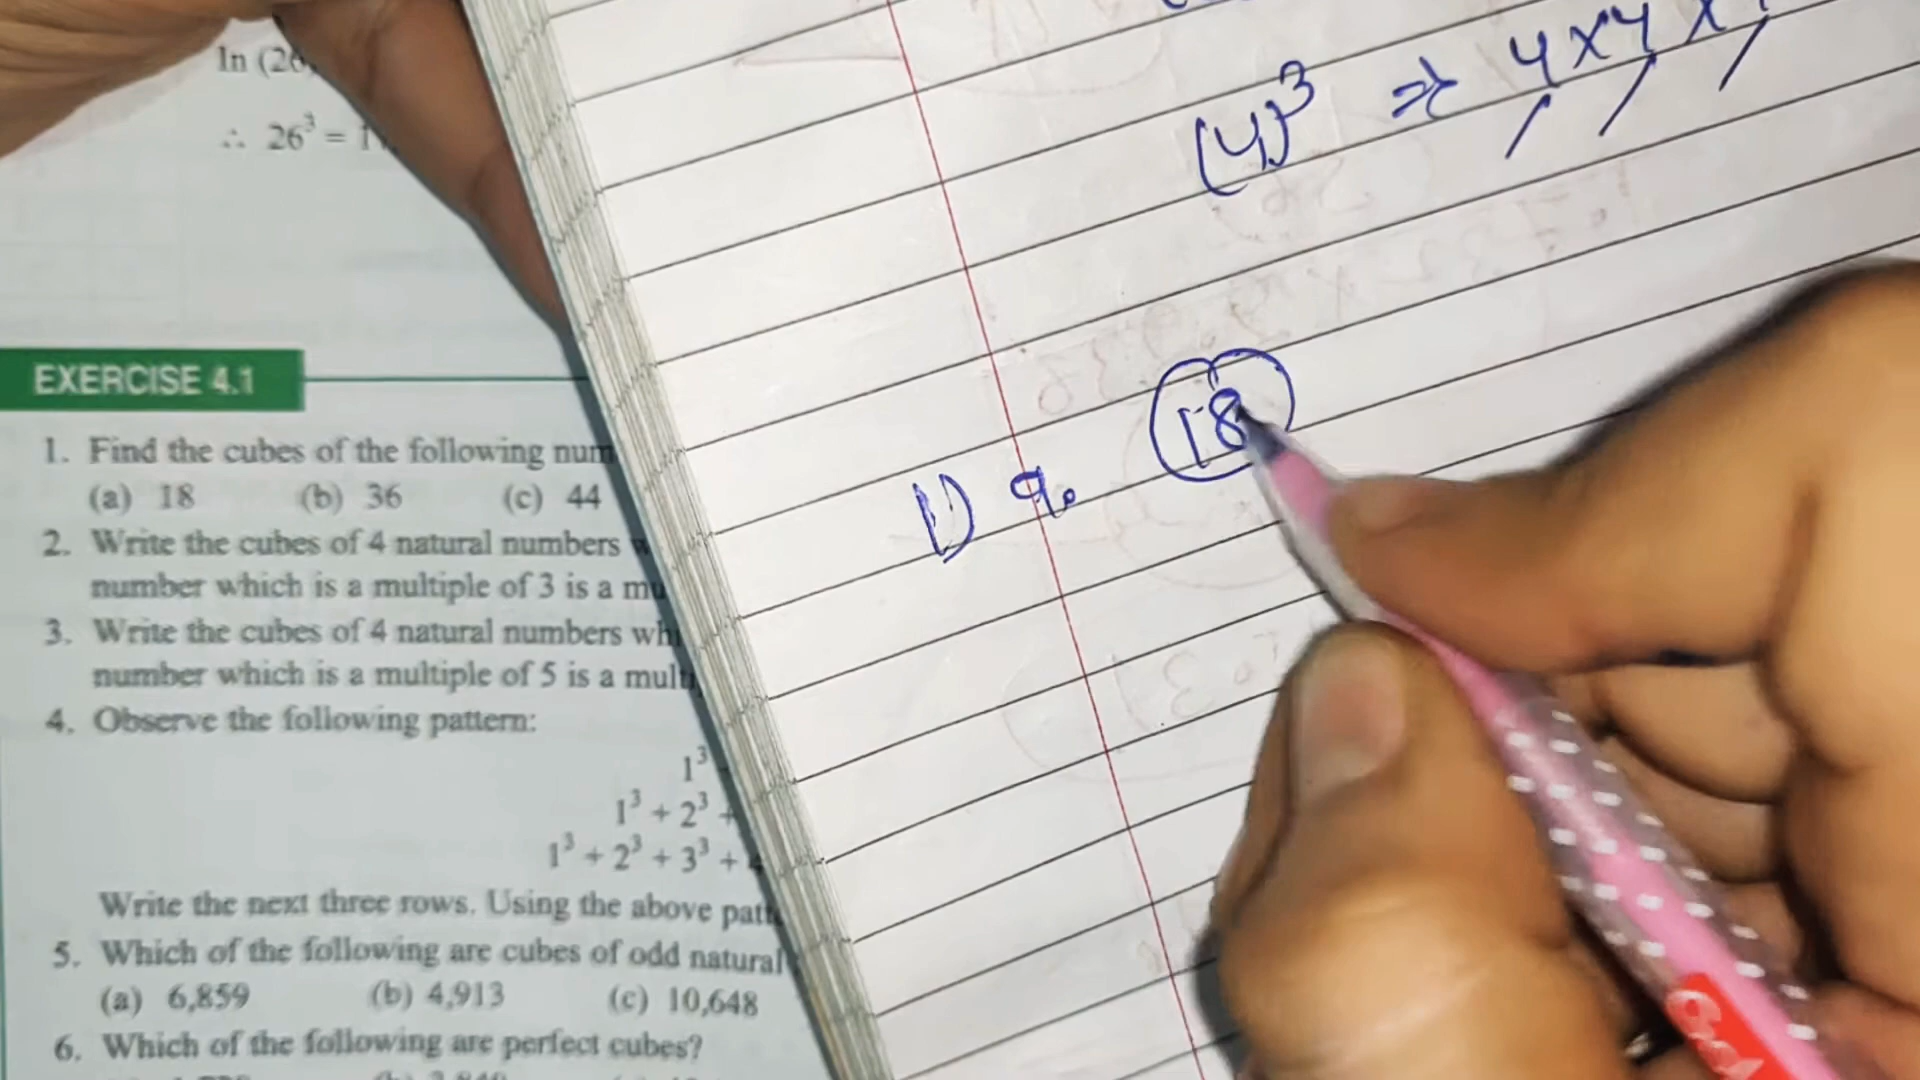 In (26
∴ 26³ = 1
EXERCISE 4.1
1. Find the cubes of the following num
(a) 18 (b) 36 (c) 44
2. Write the cubes of 4 natural numbers
number which is a multiple of 3 is a mu
3. Write the cubes of 4 natural numbers wh
number which is a multiple of 5 is a mult
4. Observe the following pattern:
1³
1³ + 2³ +
1³ + 2³ + 3³ +
Write the next three rows. Using the above patt
5. Which of the following are cubes of odd natural
(a) 6,859 (b) 4,913 (c) 10,648
6. Which of the following are perfect cubes?
(4)³ ⇒ 4×4×
1) a. 18